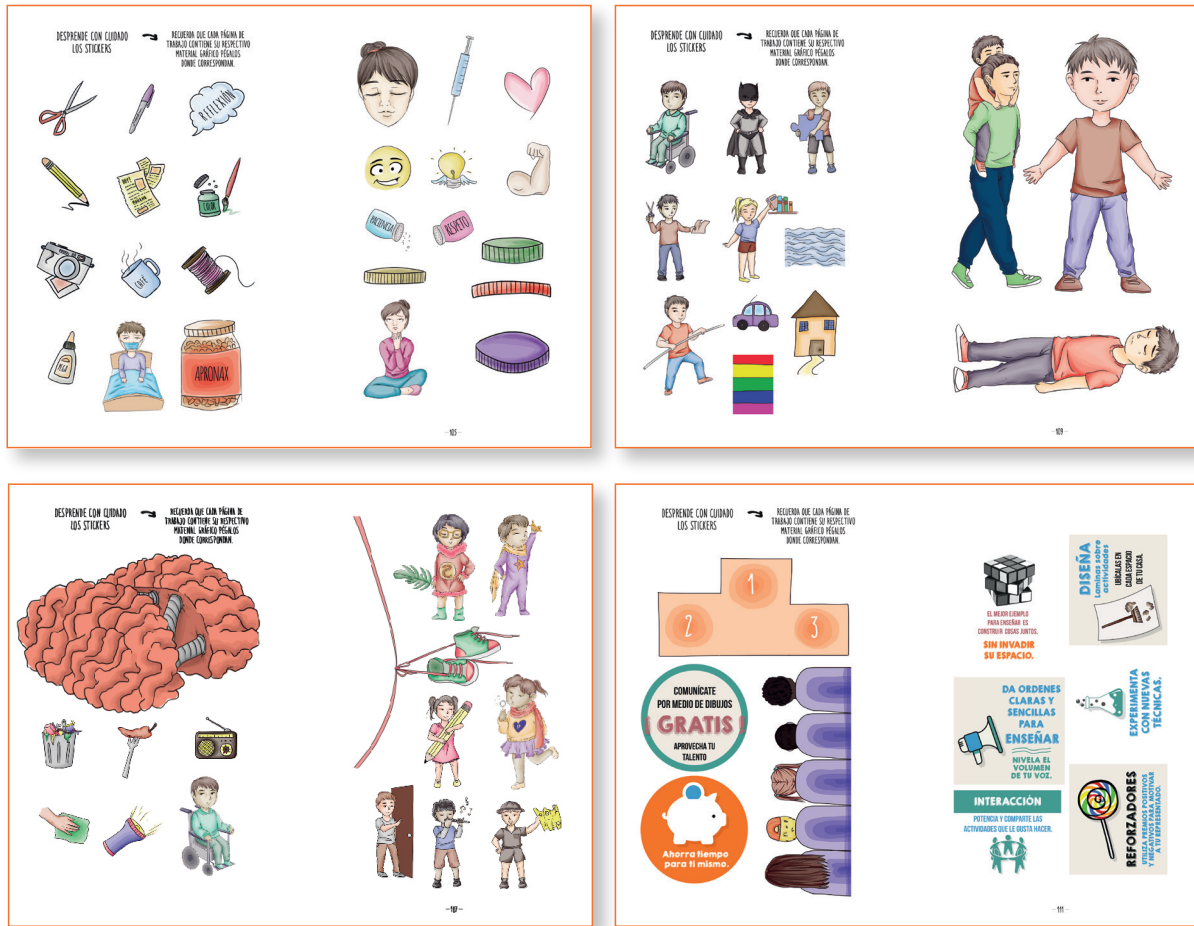 DESPRENDE CON CUIDADO
LOS STICKERS
RECUERDA QUE CADA PÁGINA DE
TRABAJO CONTIENE SU RESPECTIVO
MATERIAL GRÁFICO PÉGALOS
DONDE CORRESPONDAN.
REFLEXIÓN
COLOR
CAFÉ
PACIENCIA
RESPETO
PEGA
APRONAX
-105-
DESPRENDE CON CUIDADO
LOS STICKERS
RECUERDA QUE CADA PÁGINA DE
TRABAJO CONTIENE SU RESPECTIVO
MATERIAL GRÁFICO PÉGALOS
DONDE CORRESPONDAN.
-109-
DESPRENDE CON CUIDADO
LOS STICKERS
RECUERDA QUE CADA PÁGINA DE
TRABAJO CONTIENE SU RESPECTIVO
MATERIAL GRÁFICO PÉGALOS
DONDE CORRESPONDAN.
-107-
DESPRENDE CON CUIDADO
LOS STICKERS
RECUERDA QUE CADA PÁGINA DE
TRABAJO CONTIENE SU RESPECTIVO
MATERIAL GRÁFICO PÉGALOS
DONDE CORRESPONDAN.
1
2
3
COMUNÍCATE
POR MEDIO DE DIBUJOS
¡GRATIS!
APROVECHA TU
TALENTO
Ahorra tiempo
para ti mismo.
EL MEJOR EJEMPLO
PARA ENSEÑAR ES
CONSTRUIR COSAS JUNTOS.
SIN INVADIR
SU ESPACIO.
DISEÑA
Laminas sobre
actividades
UBÍCALAS EN
CADA ESPACIO
DE TU CASA.
DA ORDENES
CLARAS Y
SENCILLAS
PARA
ENSEÑAR
NIVELA EL
VOLUMEN
DE TU VOZ.
EXPERIMENTA
CON NUEVAS
TÉCNICAS.
INTERACCIÓN
POTENCIA Y COMPARTE LAS
ACTIVIDADES QUE LE GUSTA HACER.
REFORZADORES
UTILIZA PREMIOS POSITIVOS
Y NEGATIVOS PARA MOTIVAR
A TU REPRESENTADO.
-111-